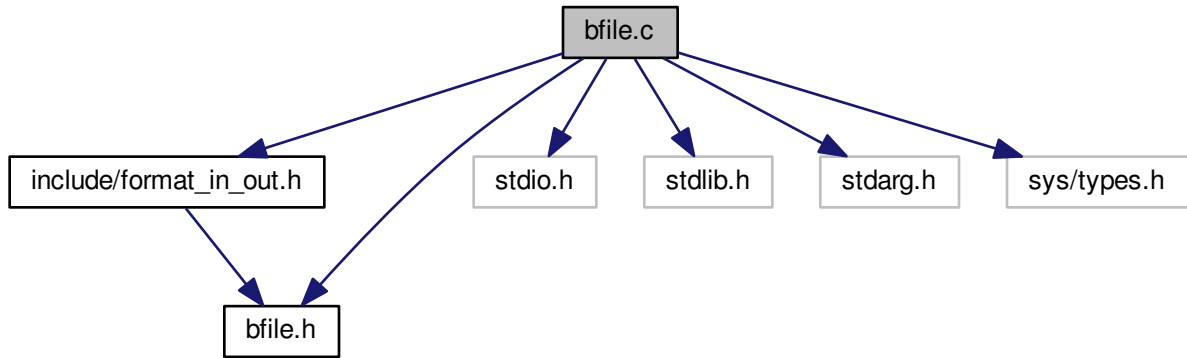 bfile.c
include/format_in_out.h
stdio.h
stdlib.h
stdarg.h
sys/types.h
bfile.h